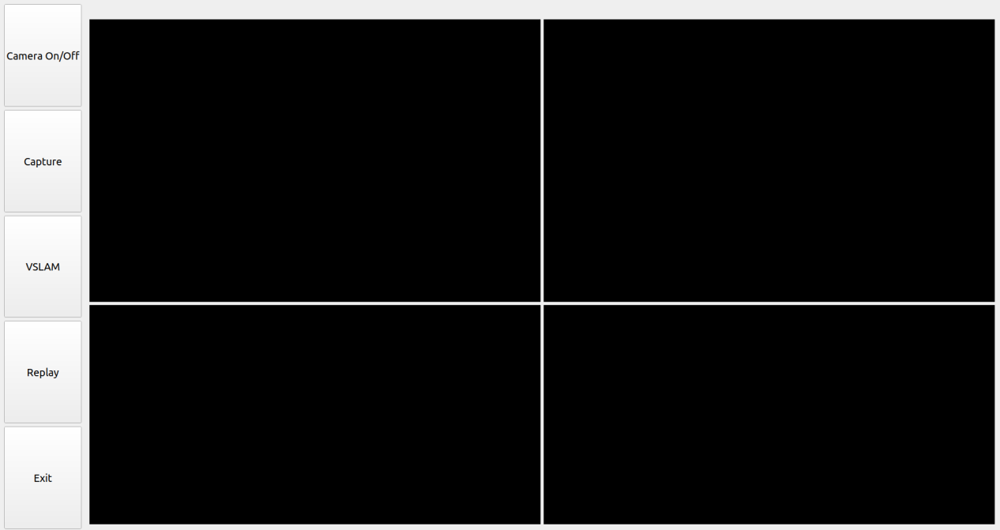 Camera On/Off
Capture
VSLAM
Replay
Exit